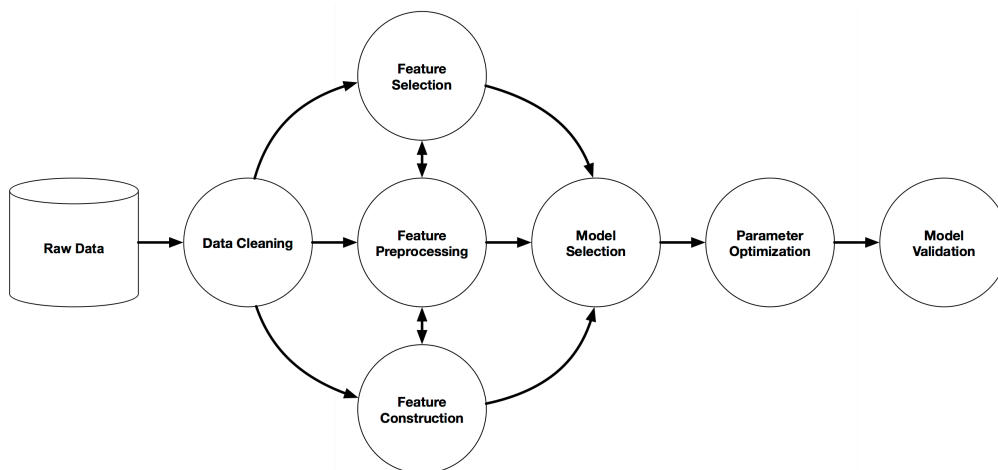 Feature
Selection
Raw Data
Data Cleaning
Feature
Preprocessing
Model
Selection
Parameter
Optimization
Model
Validation
Feature
Construction